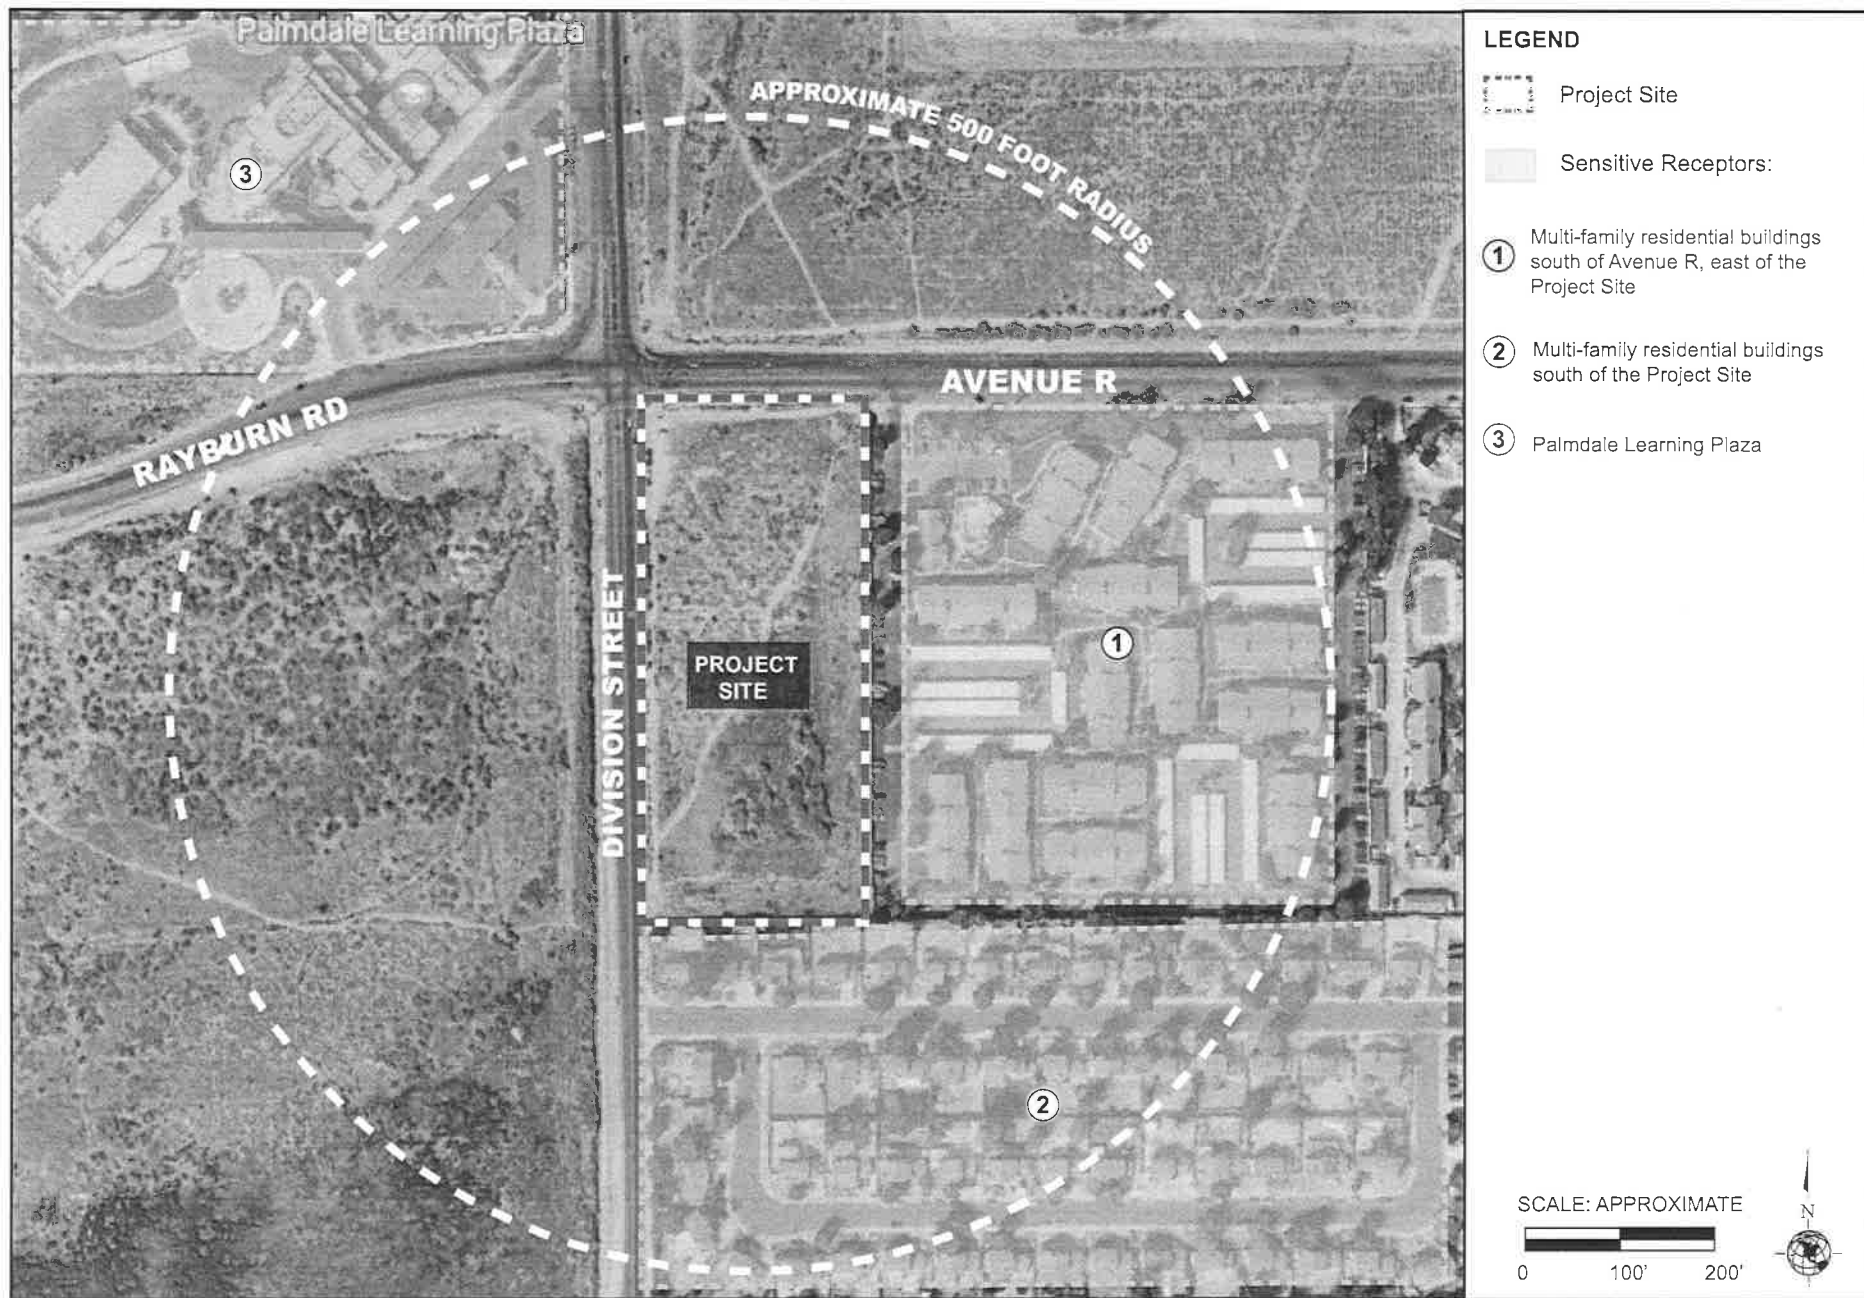 Palmdale Learning Plaza
APPROXIMATE 500 FOOT RADIUS
3
AVENUE R
RAYBURN RD
DIVISION STREET
PROJECT
SITE
1
2
LEGEND
Project Site
Sensitive Receptors:
1
Multi-family residential buildings
south of Avenue R, east of the
Project Site
2
Multi-family residential buildings
south of the Project Site
3
Palmdale Learning Plaza
SCALE: APPROXIMATE
0 100' 200'
N